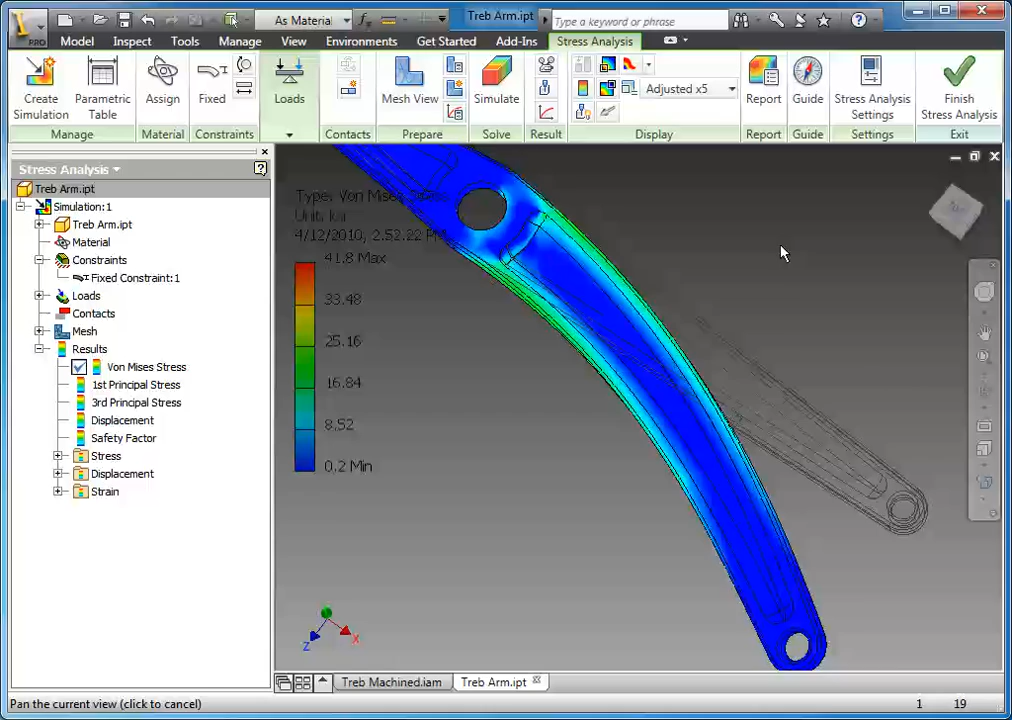 As Material
Treb Arm.ipt
Type a keyword or phrase
PRO
Model Inspect Tools Manage View Environments Get Started Add-Ins Stress Analysis
Create Simulation
Parametric Table
Assign
Fixed
Loads
Mesh View
Simulate
Adjusted x5
Report
Guide
Stress Analysis Settings
Finish Stress Analysis
Manage Material Constraints Contacts Prepare Solve Result Display Report Guide Settings Exit
Stress Analysis
Treb Arm.ipt
Simulation:1
Treb Arm.ipt
Material
Constraints
Fixed Constraint:1
Loads
Contacts
Mesh
Results
Von Mises Stress
1st Principal Stress
3rd Principal Stress
Displacement
Safety Factor
Stress
Displacement
Strain
Type: Von Mises Stress
Unit: ksi
4/12/2010, 2:52:22 PM
41.8 Max
33.48
25.16
16.84
8.52
0.2 Min
Z
X
Treb Machined.iam
Treb Arm.ipt
Pan the current view (click to cancel)
1 19